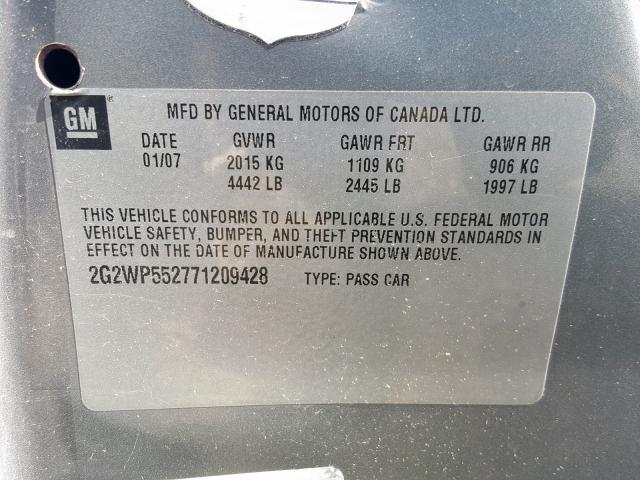 GM ®
MFD BY GENERAL MOTORS OF CANADA LTD.
DATE GVWR GAWR FRT GAWR RR
01/07 2015 KG 1109 KG 906 KG
4442 LB 2445 LB 1997 LB
THIS VEHICLE CONFORMS TO ALL APPLICABLE U.S. FEDERAL MOTOR
VEHICLE SAFETY, BUMPER, AND THEFT PREVENTION STANDARDS IN
EFFECT ON THE DATE OF MANUFACTURE SHOWN ABOVE.
2G2WP552771209428 TYPE: PASS CAR